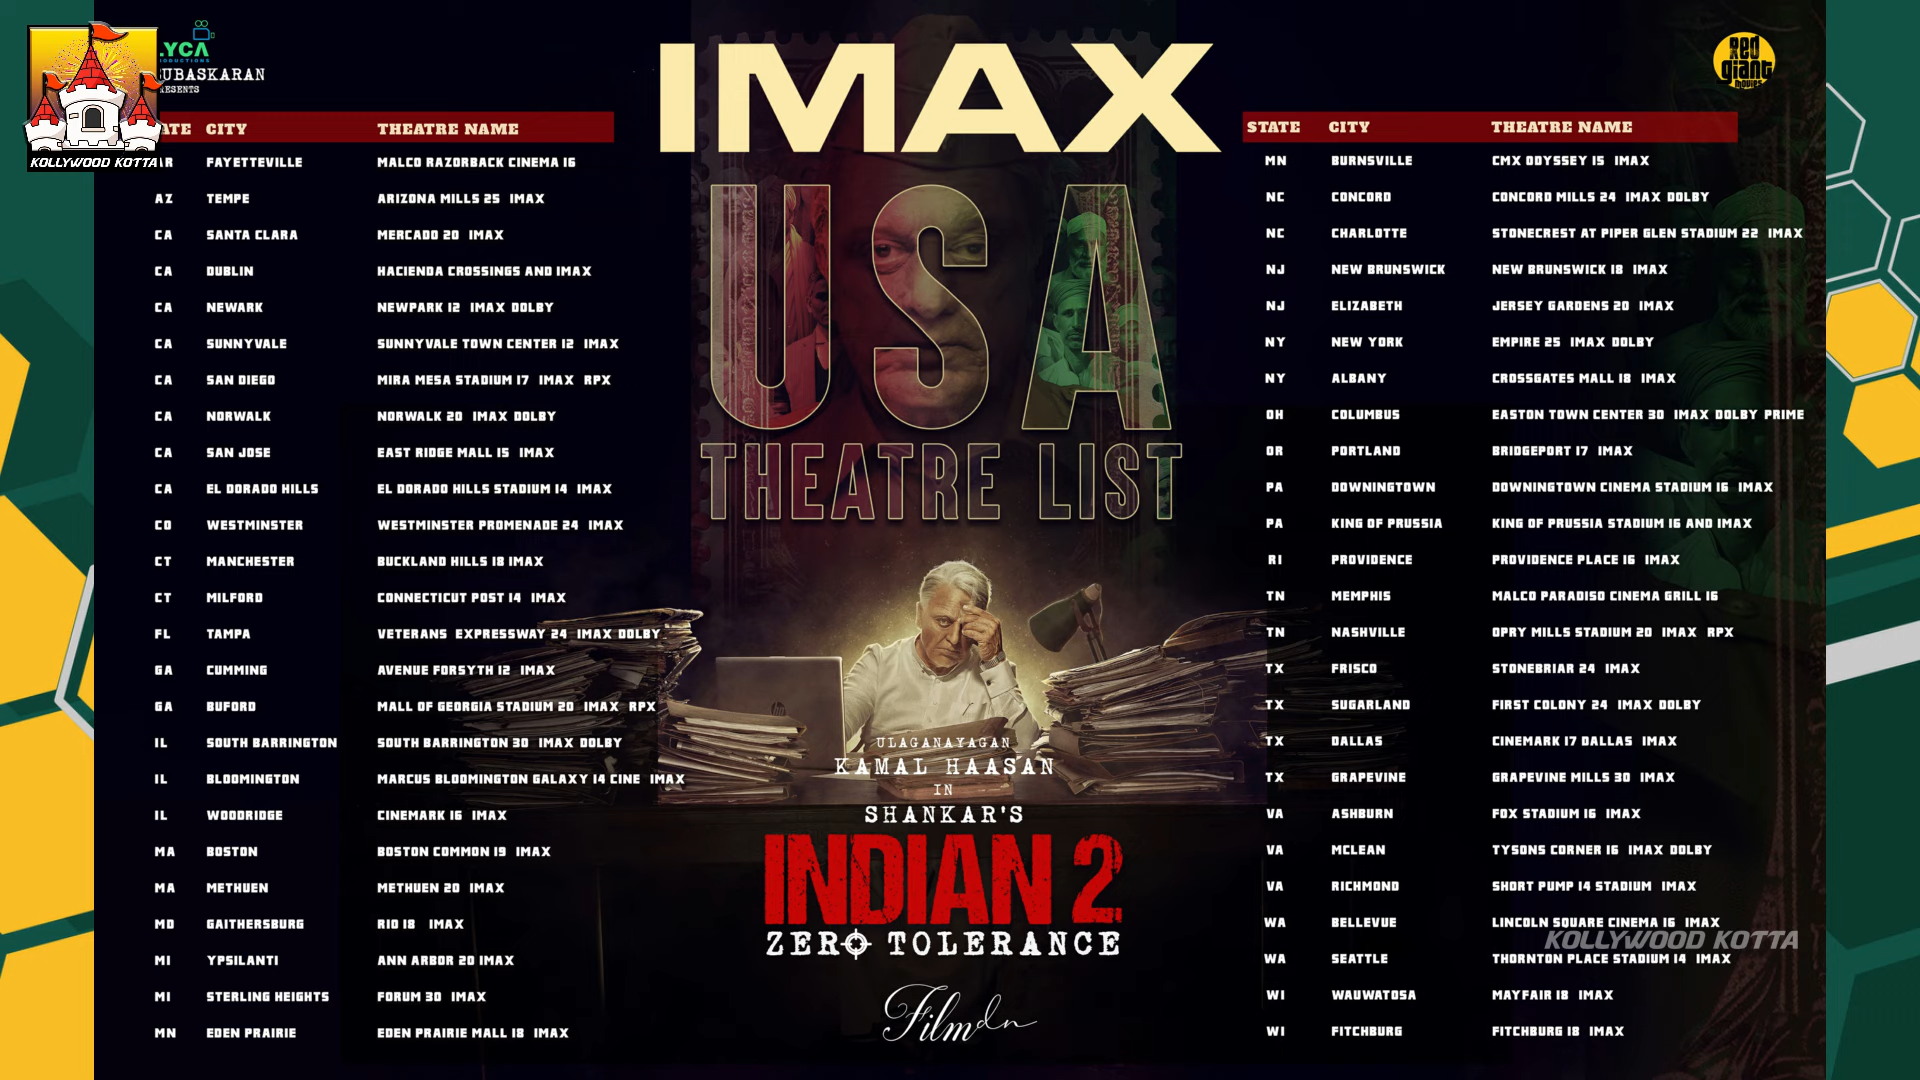 LYCA
PRODUCTIONS
SUBASKARAN
PRESENTS
KOLLYWOOD KOTTA
IMAX
Red
giant
movies
USA
THEATRE LIST
STATE CITY THEATRE NAME
AR FAYETTEVILLE MALCO RAZORBACK CINEMA 16
AZ TEMPE ARIZONA MILLS 25 IMAX
CA SANTA CLARA MERCADO 20 IMAX
CA DUBLIN HACIENDA CROSSINGS AND IMAX
CA NEWARK NEWPARK 12 IMAX DOLBY
CA SUNNYVALE SUNNYVALE TOWN CENTER 12 IMAX
CA SAN DIEGO MIRA MESA STADIUM 17 IMAX RPX
CA NORWALK NORWALK 20 IMAX DOLBY
CA SAN JOSE EAST RIDGE MALL 15 IMAX
CA EL DORADO HILLS EL DORADO HILLS STADIUM 14 IMAX
CO WESTMINSTER WESTMINSTER PROMENADE 24 IMAX
CT MANCHESTER BUCKLAND HILLS 18 IMAX
CT MILFORD CONNECTICUT POST 14 IMAX
FL TAMPA VETERANS EXPRESSWAY 24 IMAX DOLBY
GA CUMMING AVENUE FORSYTH 12 IMAX
GA BUFORD MALL OF GEORGIA STADIUM 20 IMAX RPX
IL SOUTH BARRINGTON SOUTH BARRINGTON 30 IMAX DOLBY
IL BLOOMINGTON MARCUS BLOOMINGTON GALAXY 14 CINE IMAX
IL WOODRIDGE CINEMARK 16 IMAX
MA BOSTON BOSTON COMMON 19 IMAX
MA METHUEN METHUEN 20 IMAX
MD GAITHERSBURG RIO 18 IMAX
MI YPSILANTI ANN ARBOR 20 IMAX
MI STERLING HEIGHTS FORUM 30 IMAX
MN EDEN PRAIRIE EDEN PRAIRIE MALL 18 IMAX
STATE CITY THEATRE NAME
MN BURNSVILLE CMX ODYSSEY 15 IMAX
NC CONCORD CONCORD MILLS 24 IMAX DOLBY
NC CHARLOTTE STONECREST AT PIPER GLEN STADIUM 22 IMAX
NJ NEW BRUNSWICK NEW BRUNSWICK 18 IMAX
NJ ELIZABETH JERSEY GARDENS 20 IMAX
NY NEW YORK EMPIRE 25 IMAX DOLBY
NY ALBANY CROSSGATES MALL 18 IMAX
OH COLUMBUS EASTON TOWN CENTER 30 IMAX DOLBY PRIME
OR PORTLAND BRIDGEPORT 17 IMAX
PA DOWNINGTOWN DOWNINGTOWN CINEMA STADIUM 16 IMAX
PA KING OF PRUSSIA KING OF PRUSSIA STADIUM 16 AND IMAX
RI PROVIDENCE PROVIDENCE PLACE 16 IMAX
TN MEMPHIS MALCO PARADISO CINEMA GRILL 16
TN NASHVILLE OPRY MILLS STADIUM 20 IMAX RPX
TX FRISCO STONEBRIAR 24 IMAX
TX SUGARLAND FIRST COLONY 24 IMAX DOLBY
TX DALLAS CINEMARK 17 DALLAS IMAX
TX GRAPEVINE GRAPEVINE MILLS 30 IMAX
VA ASHBURN FOX STADIUM 16 IMAX
VA MCLEAN TYSONS CORNER 16 IMAX DOLBY
VA RICHMOND SHORT PUMP 14 STADIUM IMAX
WA BELLEVUE LINCOLN SQUARE CINEMA 16 IMAX
KOLLYWOOD KOTTA
WA SEATTLE THORNTON PLACE STADIUM 14 IMAX
WI WAUWATOSA MAYFAIR 18 IMAX
WI FITCHBURG FITCHBURG 18 IMAX
hp
ULAGANAYAGAN
KAMAL HAASAN
IN
SHANKAR'S
INDIAN 2
ZERO TOLERANCE
Filmdn